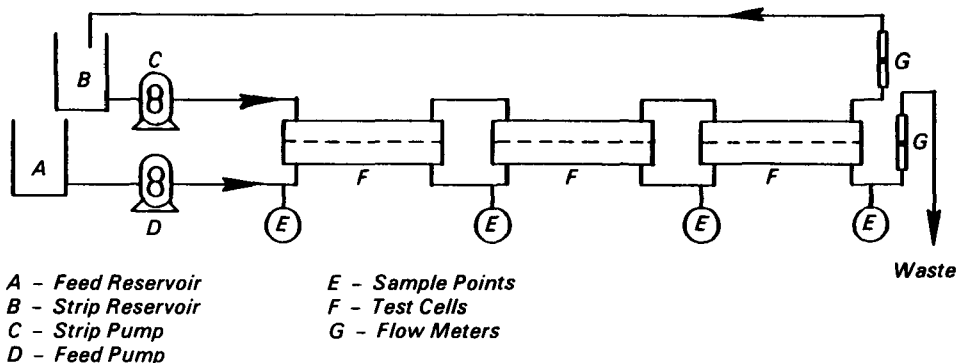 C
B
G
A
G
F
F
F
D
E
E
E
E
Waste
A – Feed Reservoir
B – Strip Reservoir
C – Strip Pump
D – Feed Pump
E – Sample Points
F – Test Cells
G – Flow Meters